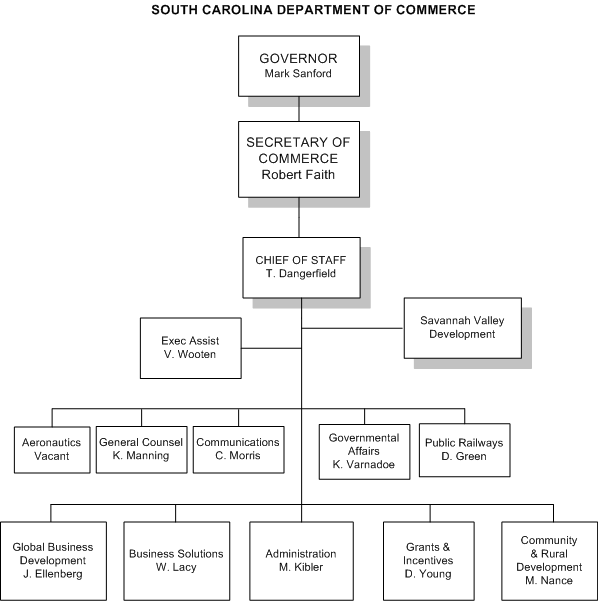 SOUTH CAROLINA DEPARTMENT OF COMMERCE
GOVERNOR
Mark Sanford
SECRETARY OF
COMMERCE
Robert Faith
CHIEF OF STAFF
T. Dangerfield
Savannah Valley
Development
Exec Assist
V. Wooten
Aeronautics
Vacant
General Counsel
K. Manning
Communications
C. Morris
Governmental
Affairs
K. Varnadoe
Public Railways
D. Green
Global Business
Development
J. Ellenberg
Business Solutions
W. Lacy
Administration
M. Kibler
Grants &
Incentives
D. Young
Community
& Rural
Development
M. Nance